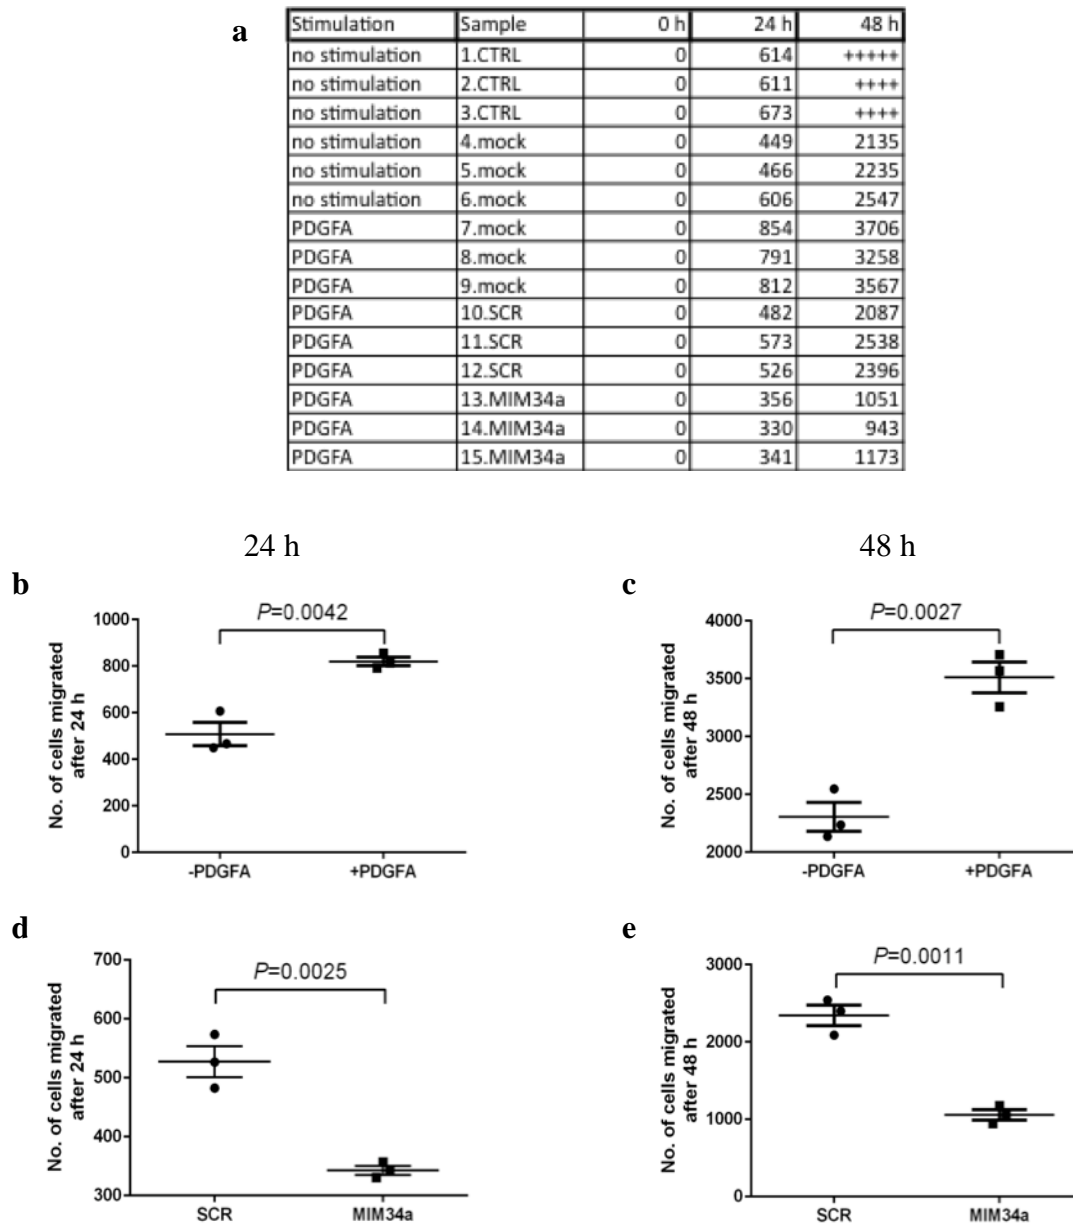 a
Stimulation Sample 0 h 24 h 48 h
no stimulation 1.CTRL 0 614 +++++
no stimulation 2.CTRL 0 611 ++++
no stimulation 3.CTRL 0 673 ++++
no stimulation 4.mock 0 449 2135
no stimulation 5.mock 0 466 2235
no stimulation 6.mock 0 606 2547
PDGFA 7.mock 0 854 3706
PDGFA 8.mock 0 791 3258
PDGFA 9.mock 0 812 3567
PDGFA 10.SCR 0 482 2087
PDGFA 11.SCR 0 573 2538
PDGFA 12.SCR 0 526 2396
PDGFA 13.MIM34a 0 356 1051
PDGFA 14.MIM34a 0 330 943
PDGFA 15.MIM34a 0 341 1173
24 h
48 h
b
P=0.0042
No. of cells migrated
after 24 h
1000
800
600
400
200
0
-PDGFA +PDGFA
c
P=0.0027
No. of cells migrated
after 48 h
4000
3500
3000
2500
2000
-PDGFA +PDGFA
d
P=0.0025
No. of cells migrated
after 24 h
700
600
500
400
300
SCR MIM34a
e
P=0.0011
No. of cells migrated
after 48 h
3000
2000
1000
0
SCR MIM34a